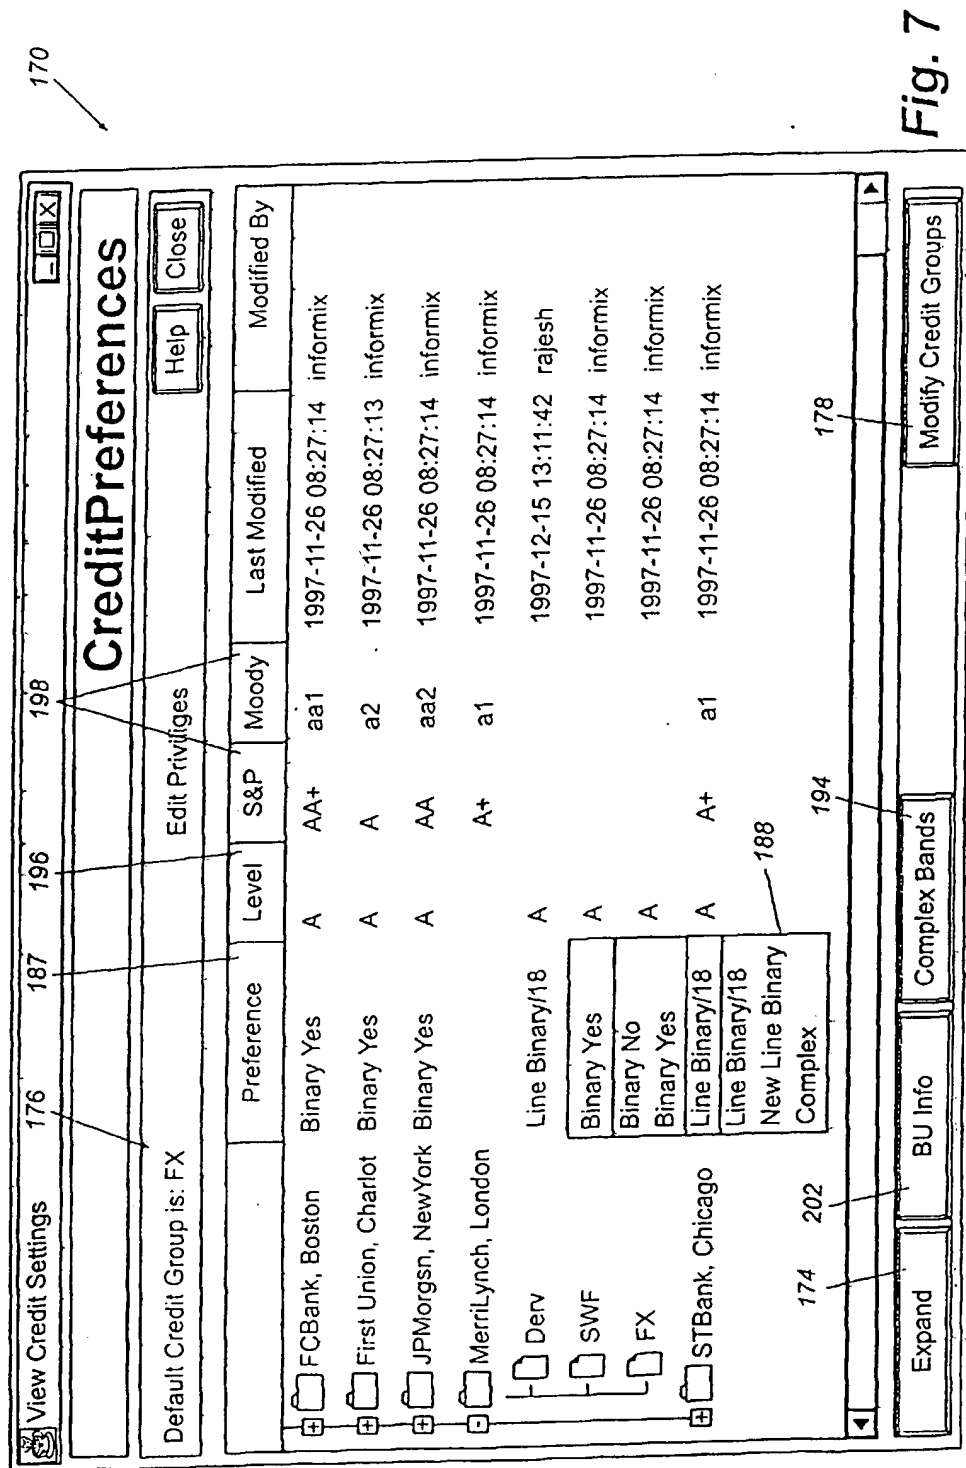 170
View Credit Settings
CreditPreferences
176 187 196 198
Default Credit Group is: FX Edit Priviliges Help Close
Preference Level S&P Moody Last Modified Modified By
FCBank, Boston Binary Yes A AA+ aa1 1997-11-26 08:27:14 informix
First Union, Charlot Binary Yes A A a2 1997-11-26 08:27:13 informix
JPMorgsn, NewYork Binary Yes A AA aa2 1997-11-26 08:27:14 informix
MerriLynch, London A+ a1 1997-11-26 08:27:14 informix
Derv Line Binary/18 A 1997-12-15 13:11:42 rajesh
SWF Binary Yes A 1997-11-26 08:27:14 informix
FX Binary No A 1997-11-26 08:27:14 informix
Binary Yes
STBank, Chicago Line Binary/18 A A+ a1 1997-11-26 08:27:14 informix
Line Binary/18
New Line Binary
Complex
188
174 202 194 178
Expand BU Info Complex Bands Modify Credit Groups
Fig. 7